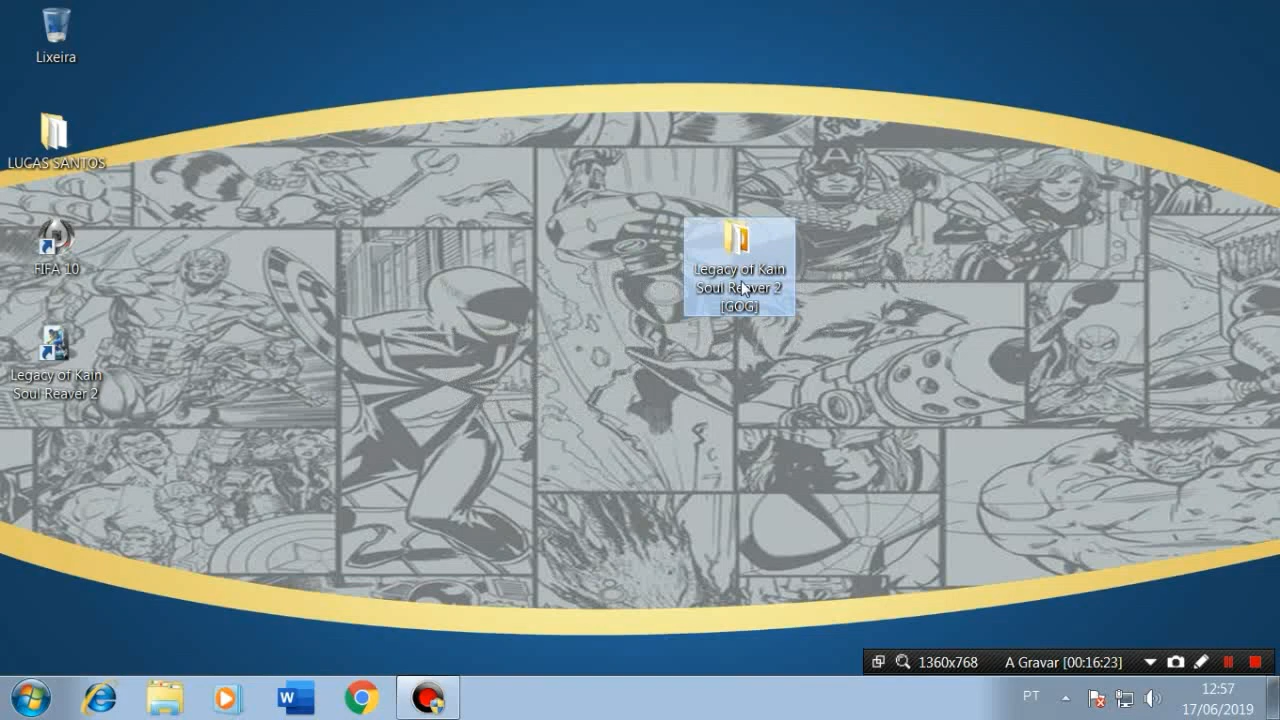 Lixeira
LUCAS SANTOS
FIFA 10
Legacy of Kain
Soul Reaver 2
Legacy of Kain
Soul Reaver 2
[GOG]
A
1360x768
A Gravar [00:16:23]
W
PT
12:57
17/06/2019